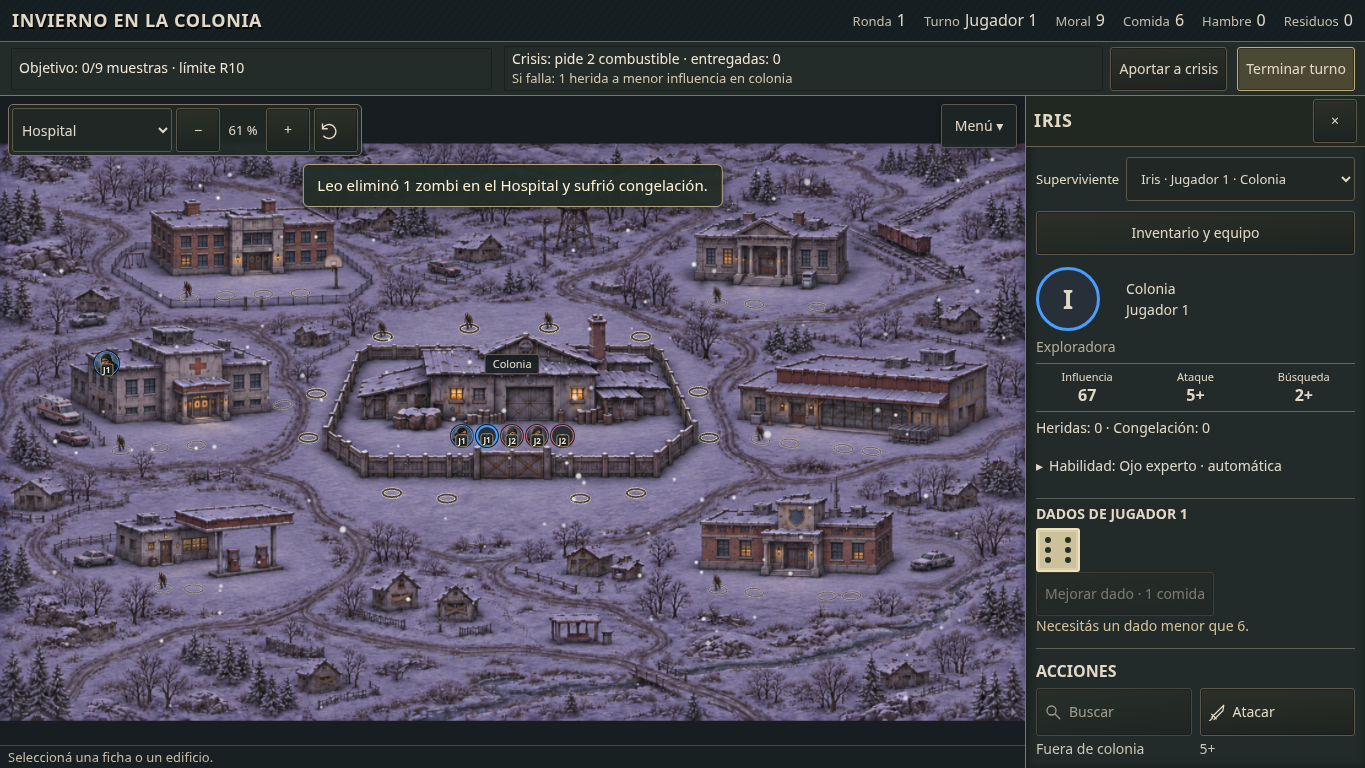 INVIERNO EN LA COLONIA
Ronda 1 Turno Jugador 1 Moral 9 Comida 6 Hambre 0 Residuos 0
Objetivo: 0/9 muestras · límite R10
Crisis: pide 2 combustible · entregadas: 0
Si falla: 1 herida a menor influencia en colonia
Aportar a crisis
Terminar turno
Hospital
−
61 %
+
Menú ▾
Leo eliminó 1 zombi en el Hospital y sufrió congelación.
J1
Colonia
J1 J1 J2 J2 J2
Seleccioná una ficha o un edificio.
IRIS
×
Superviviente
Iris · Jugador 1 · Colonia
Inventario y equipo
I
Colonia
Jugador 1
Exploradora
Influencia Ataque Búsqueda
67 5+ 2+
Heridas: 0 · Congelación: 0
▸ Habilidad: Ojo experto · automática
DADOS DE JUGADOR 1
Mejorar dado · 1 comida
Necesitás un dado menor que 6.
ACCIONES
Buscar
Atacar
Fuera de colonia
5+